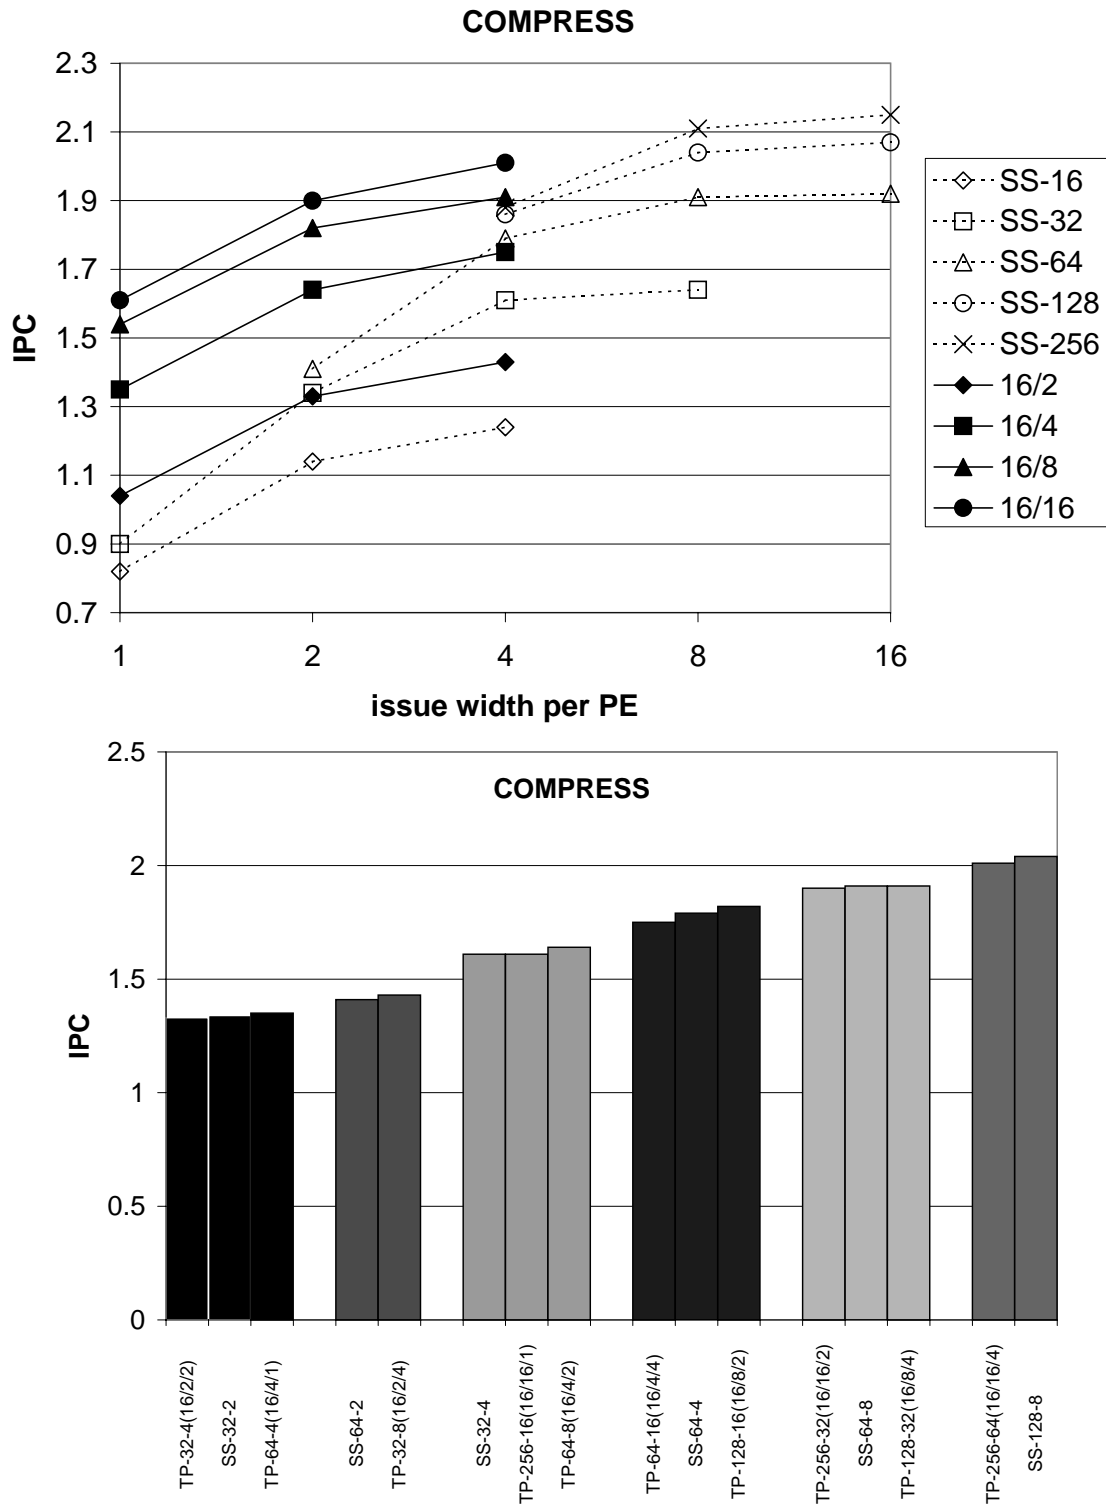 COMPRESS
2.3
2.1
1.9
1.7
1.5
1.3
1.1
0.9
0.7
IPC
1 2 4 8 16
issue width per PE
SS-16
SS-32
SS-64
SS-128
SS-256
16/2
16/4
16/8
16/16
COMPRESS
2.5
2
1.5
1
0.5
0
IPC
TP-32-4(16/2/2)
SS-32-2
TP-64-4(16/4/1)
SS-64-2
TP-32-8(16/2/4)
SS-32-4
TP-256-16(16/16/1)
TP-64-8(16/4/2)
TP-64-16(16/4/4)
SS-64-4
TP-128-16(16/8/2)
TP-256-32(16/16/2)
SS-64-8
TP-128-32(16/8/4)
TP-256-64(16/16/4)
SS-128-8